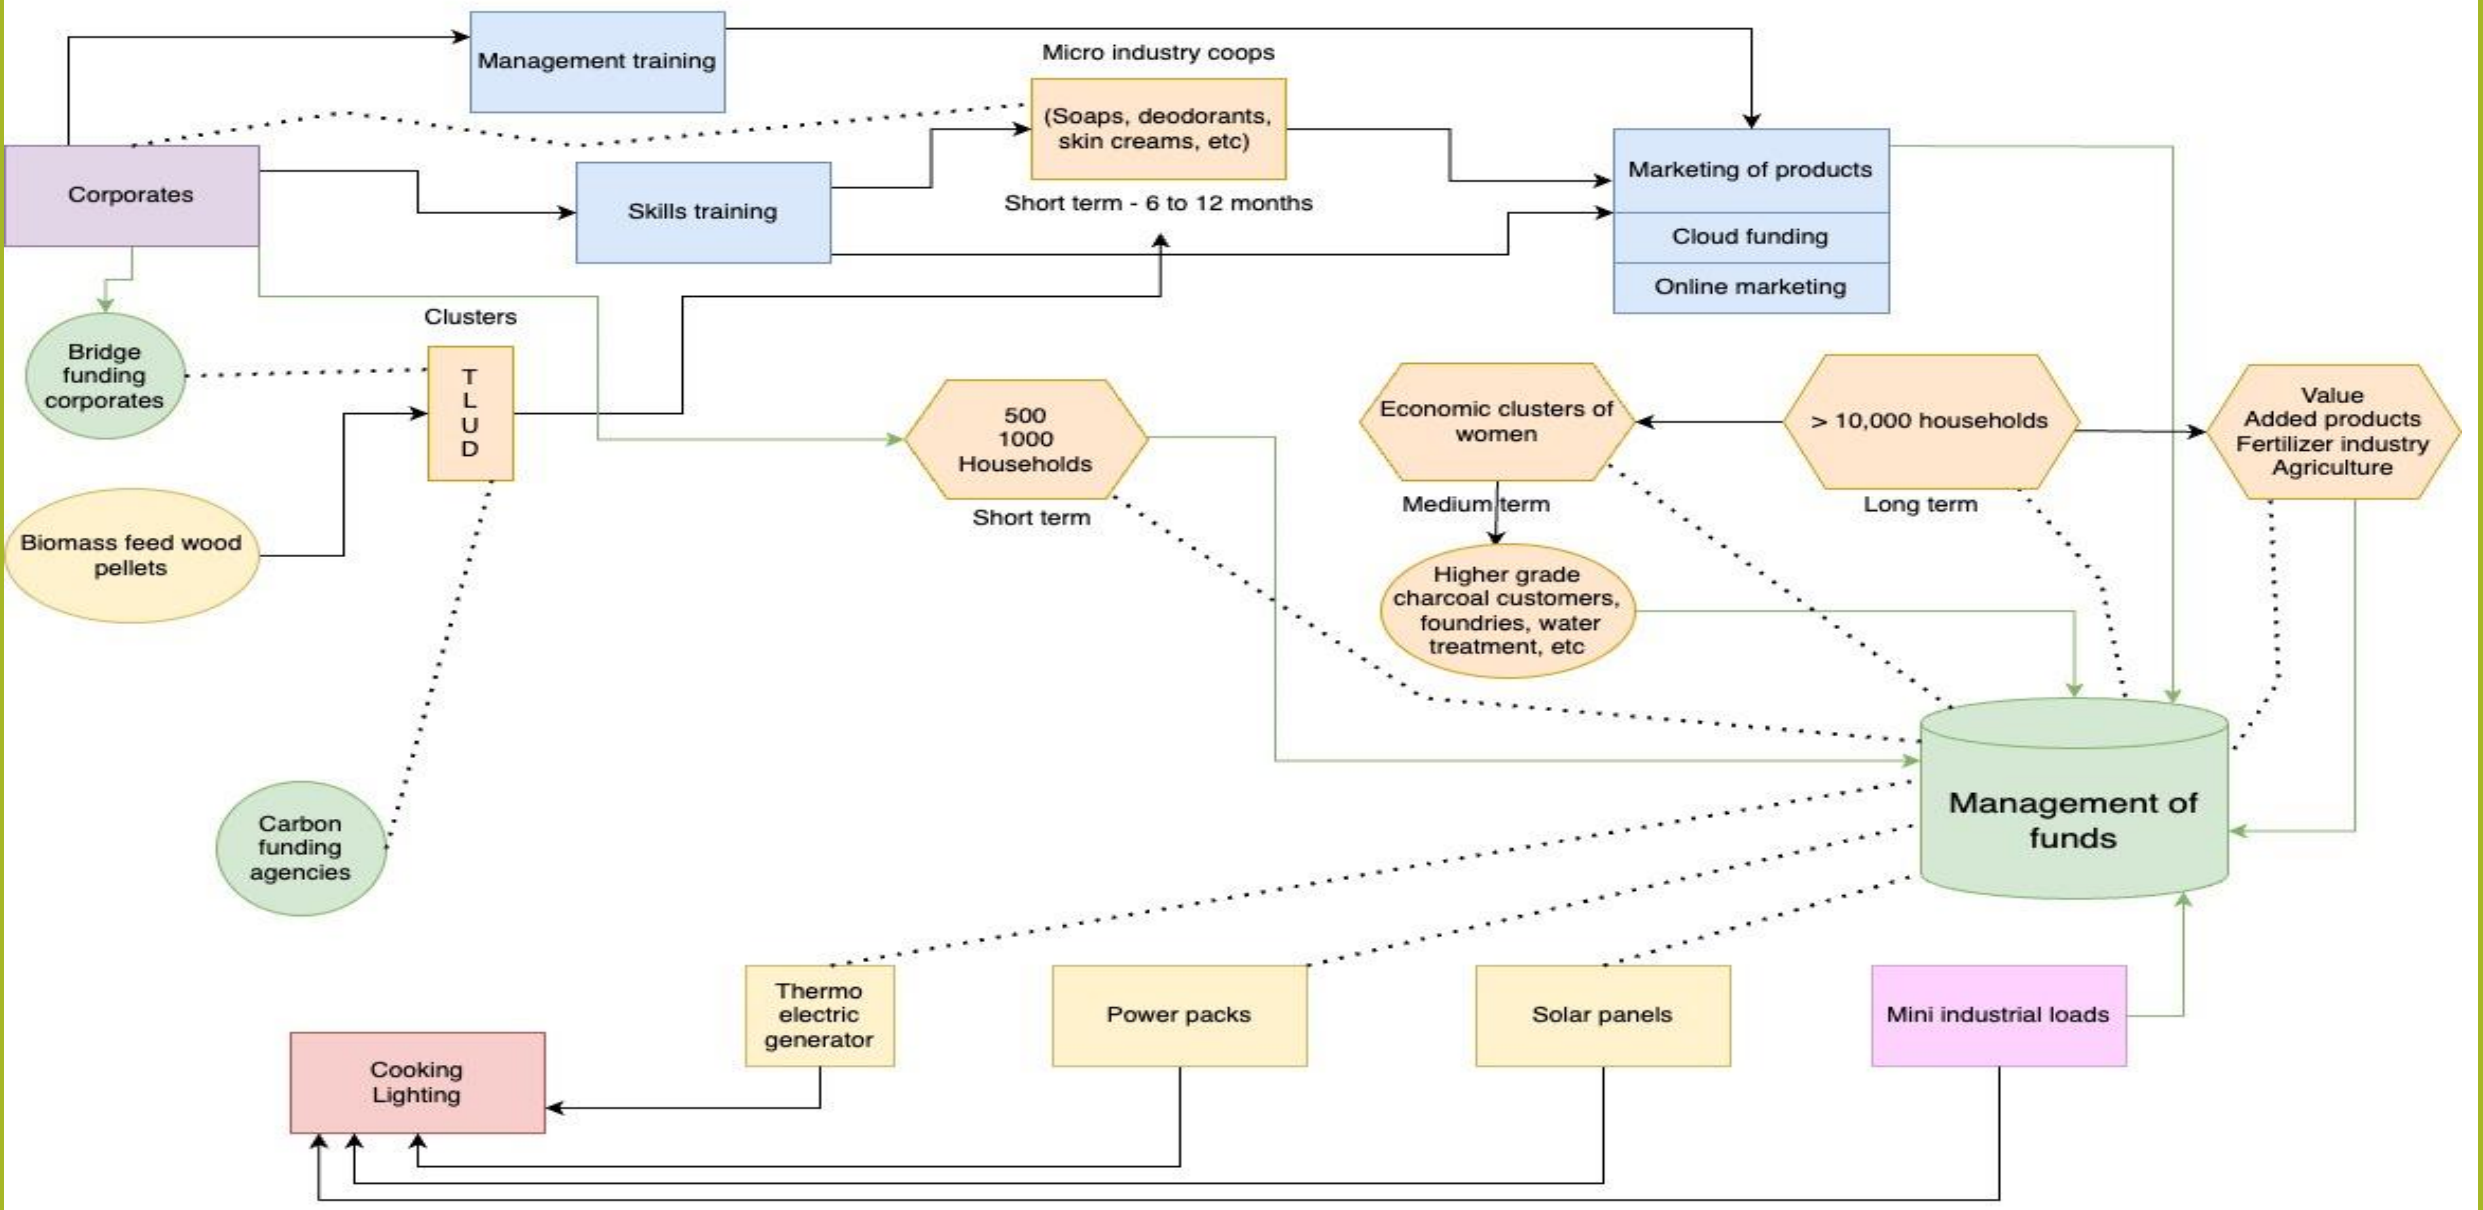 Management training
Micro industry coops
(Soaps, deodorants,
skin creams, etc)
Short term - 6 to 12 months
Corporates
Skills training
Marketing of products
Cloud funding
Online marketing
Bridge
funding
corporates
Clusters
T
L
U
D
500
1000
Households
Short term
Economic clusters of
women
Medium term
> 10,000 households
Long term
Value
Added products
Fertilizer industry
Agriculture
Biomass feed wood
pellets
Higher grade
charcoal customers,
foundries, water
treatment, etc
Carbon
funding
agencies
Management of
funds
Thermo
electric
generator
Power packs
Solar panels
Mini industrial loads
Cooking
Lighting